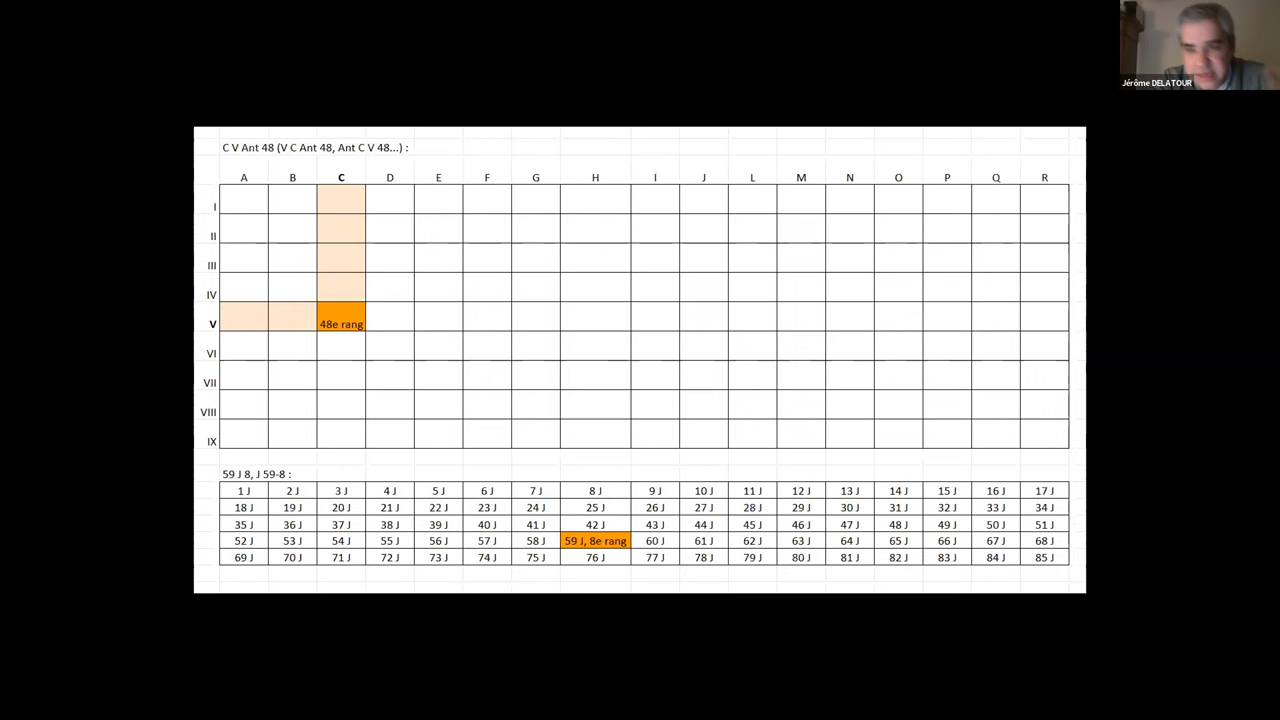 Jérôme DELATOUR
C V Ant 48 (V C Ant 48, Ant C V 48...) :
A B C D E F G H I J L M N O P Q R
I
II
III
IV
V 48e rang
VI
VII
VIII
IX
59 J 8, J 59-8 :
1 J 2 J 3 J 4 J 5 J 6 J 7 J 8 J 9 J 10 J 11 J 12 J 13 J 14 J 15 J 16 J 17 J
18 J 19 J 20 J 21 J 22 J 23 J 24 J 25 J 26 J 27 J 28 J 29 J 30 J 31 J 32 J 33 J 34 J
35 J 36 J 37 J 38 J 39 J 40 J 41 J 42 J 43 J 44 J 45 J 46 J 47 J 48 J 49 J 50 J 51 J
52 J 53 J 54 J 55 J 56 J 57 J 58 J 59 J, 8e rang 60 J 61 J 62 J 63 J 64 J 65 J 66 J 67 J 68 J
69 J 70 J 71 J 72 J 73 J 74 J 75 J 76 J 77 J 78 J 79 J 80 J 81 J 82 J 83 J 84 J 85 J